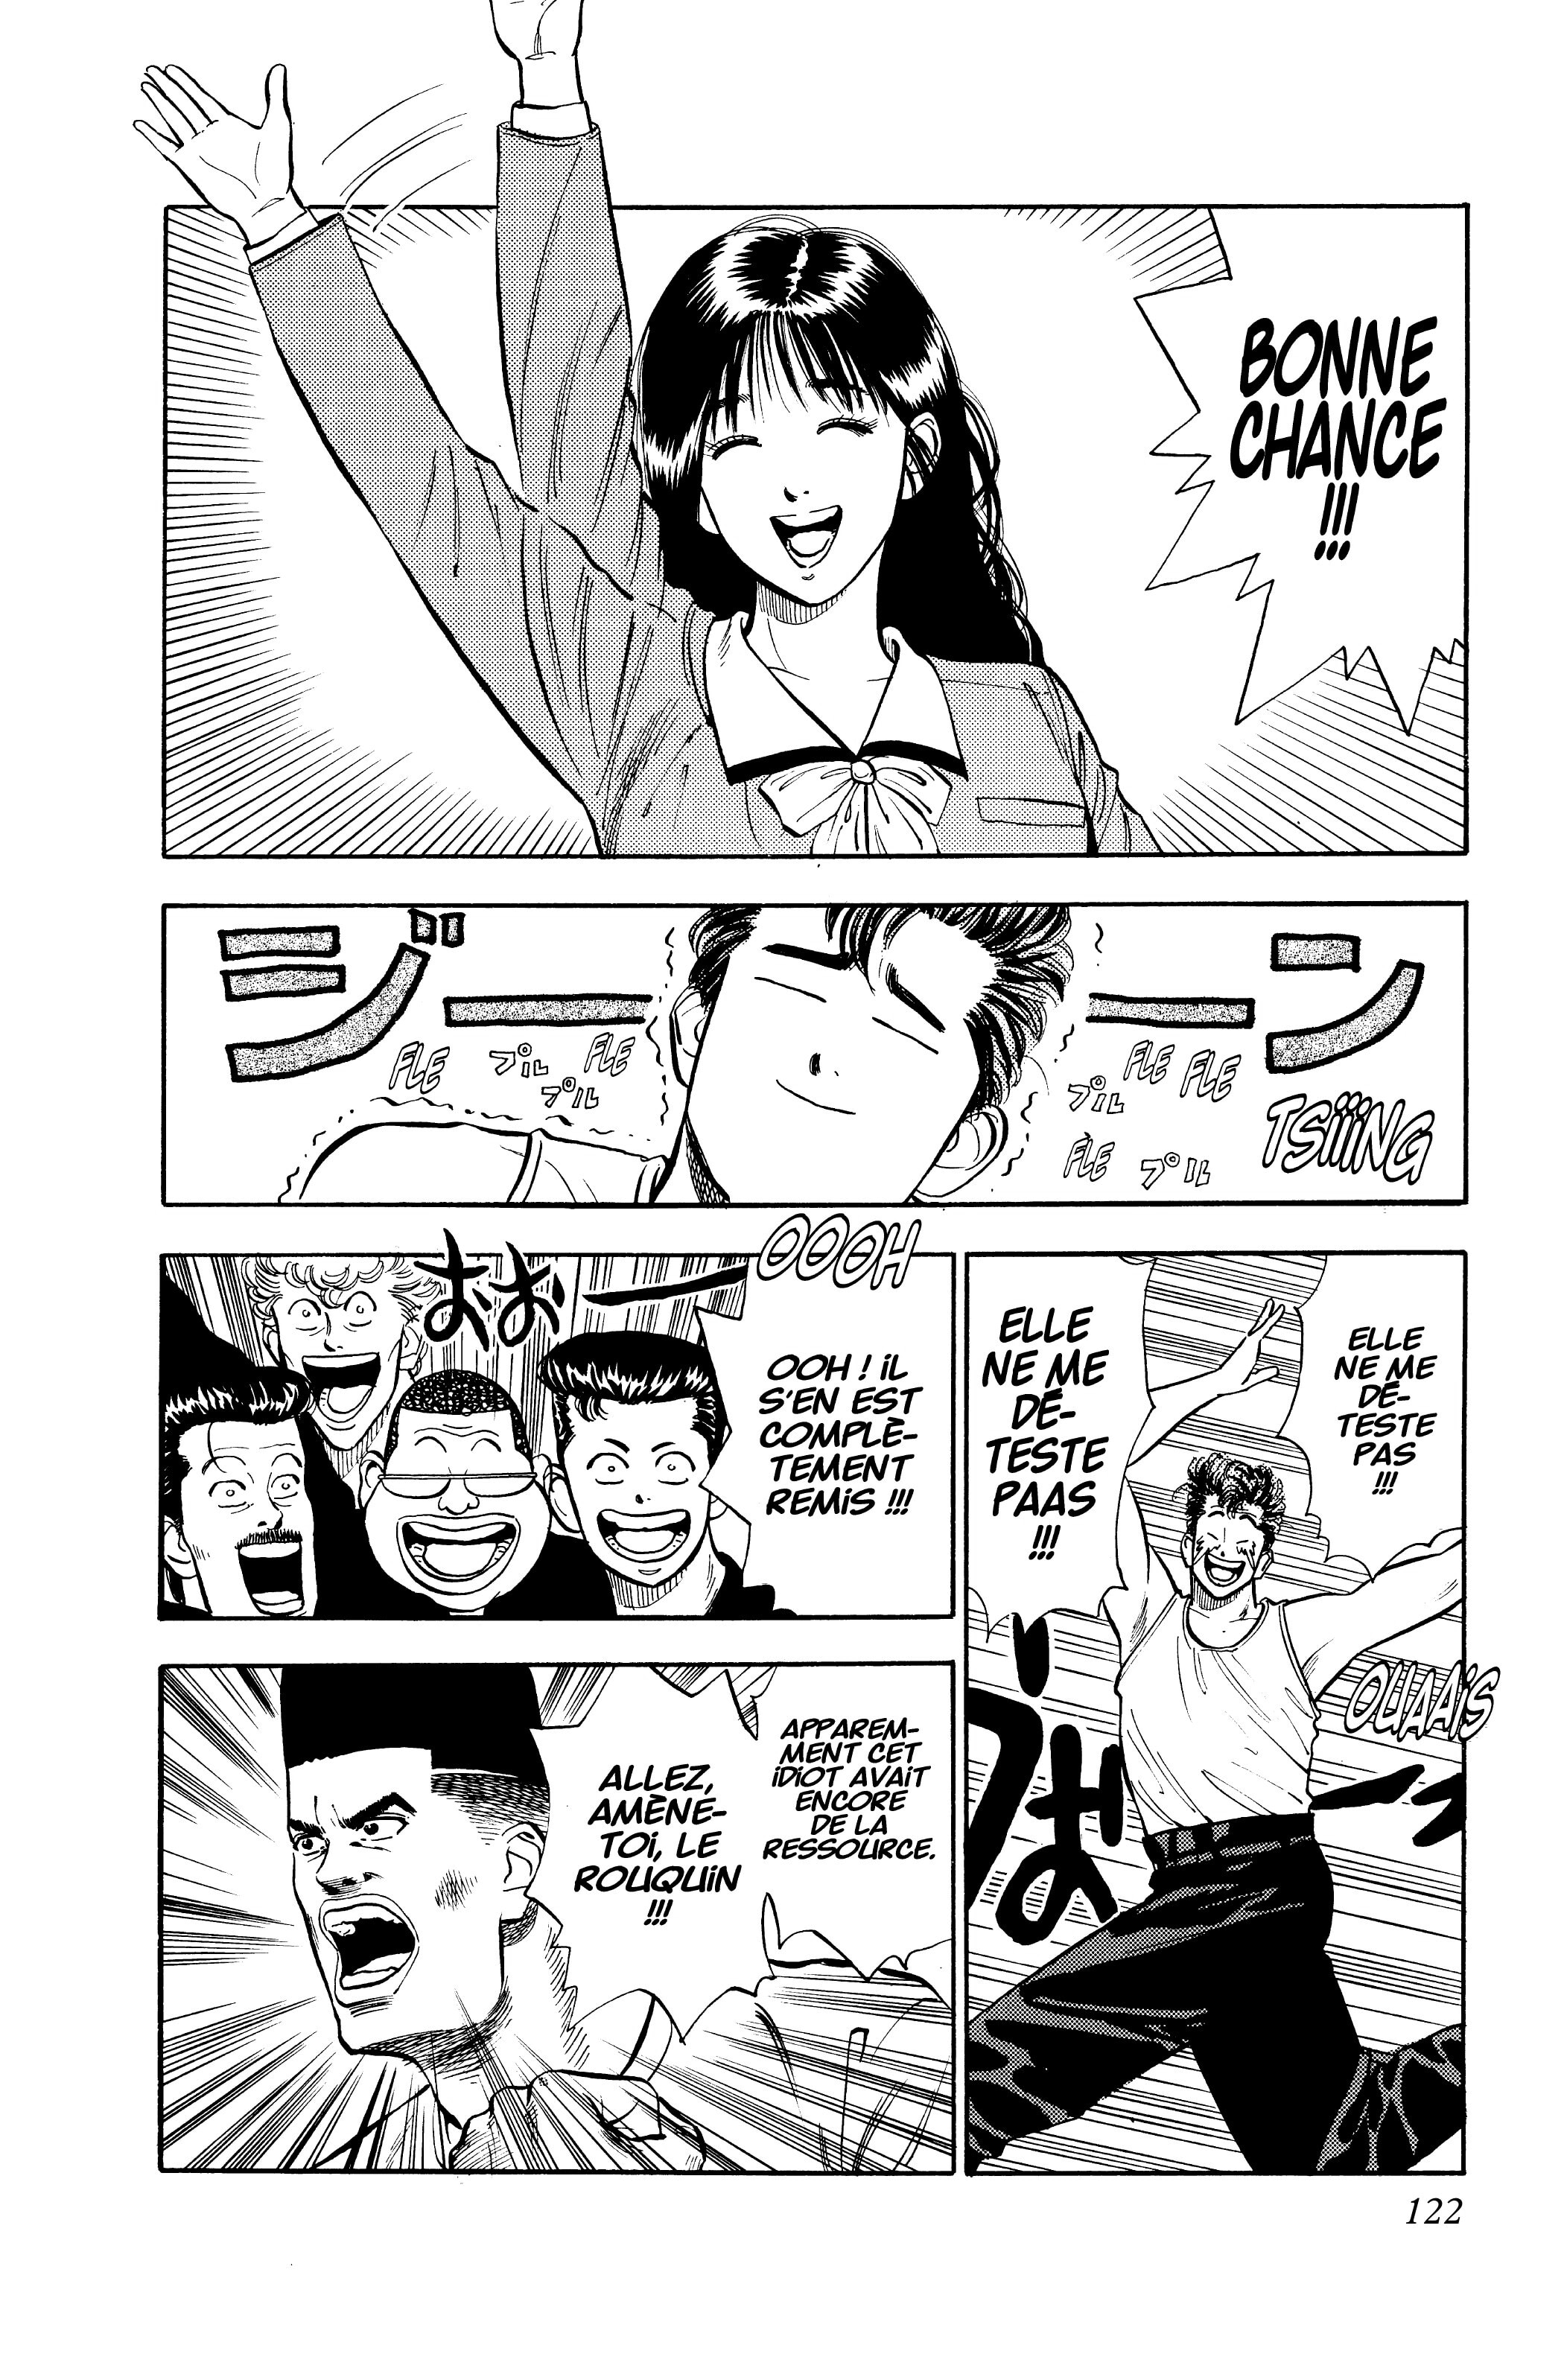 BONNE
CHANCE
!!!
ジーーン
TSIIING
FLE
プル
プル
FLE
プル
FLE
FLE
FLE
プル
ELLE
NE ME
DÉ-
TESTE
PAS
!!!
ELLE
NE ME
DÉ-
TESTE
PAAS
!!!
OUAAIS
おおー
OOOH
OOH ! IL
S'EN EST
COMPLÈ-
TEMENT
REMIS !!!
APPAREM-
MENT CET
IDIOT AVAIT
ENCORE
DE LA
RESSOURCE.
ALLEZ,
AMÈNE-
TOI, LE
ROUQUIN
!!!
122